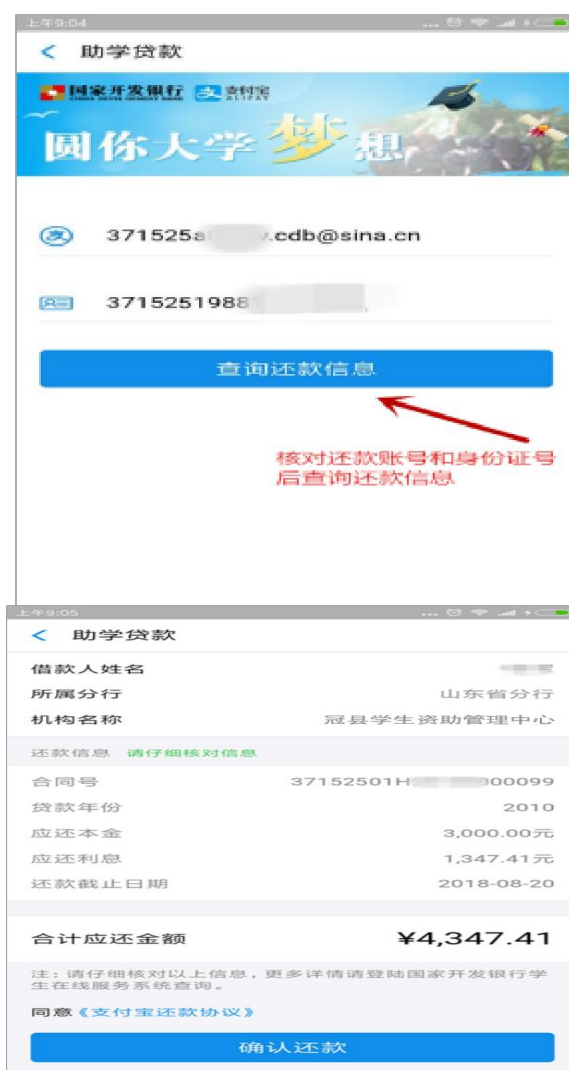 上午9:04
助学贷款
国家开发银行 支付宝
CHINA DEVELOPMENT BANK ALIPAY
圆你大学梦想
371525a .cdb@sina.cn
3715251988
查询还款信息
核对还款账号和身份证号
后查询还款信息
上午9:05
助学贷款
借款人姓名
所属分行 山东省分行
机构名称 冠县学生资助管理中心
还款信息 请仔细核对信息
合同号 37152501H 000099
贷款年份 2010
应还本金 3,000.00元
应还利息 1,347.41元
还款截止日期 2018-08-20
合计应还金额 ¥4,347.41
注：请仔细核对以上信息，更多详情请登陆国家开发银行学
生在线服务系统查询。
同意《支付宝还款协议》
确认还款